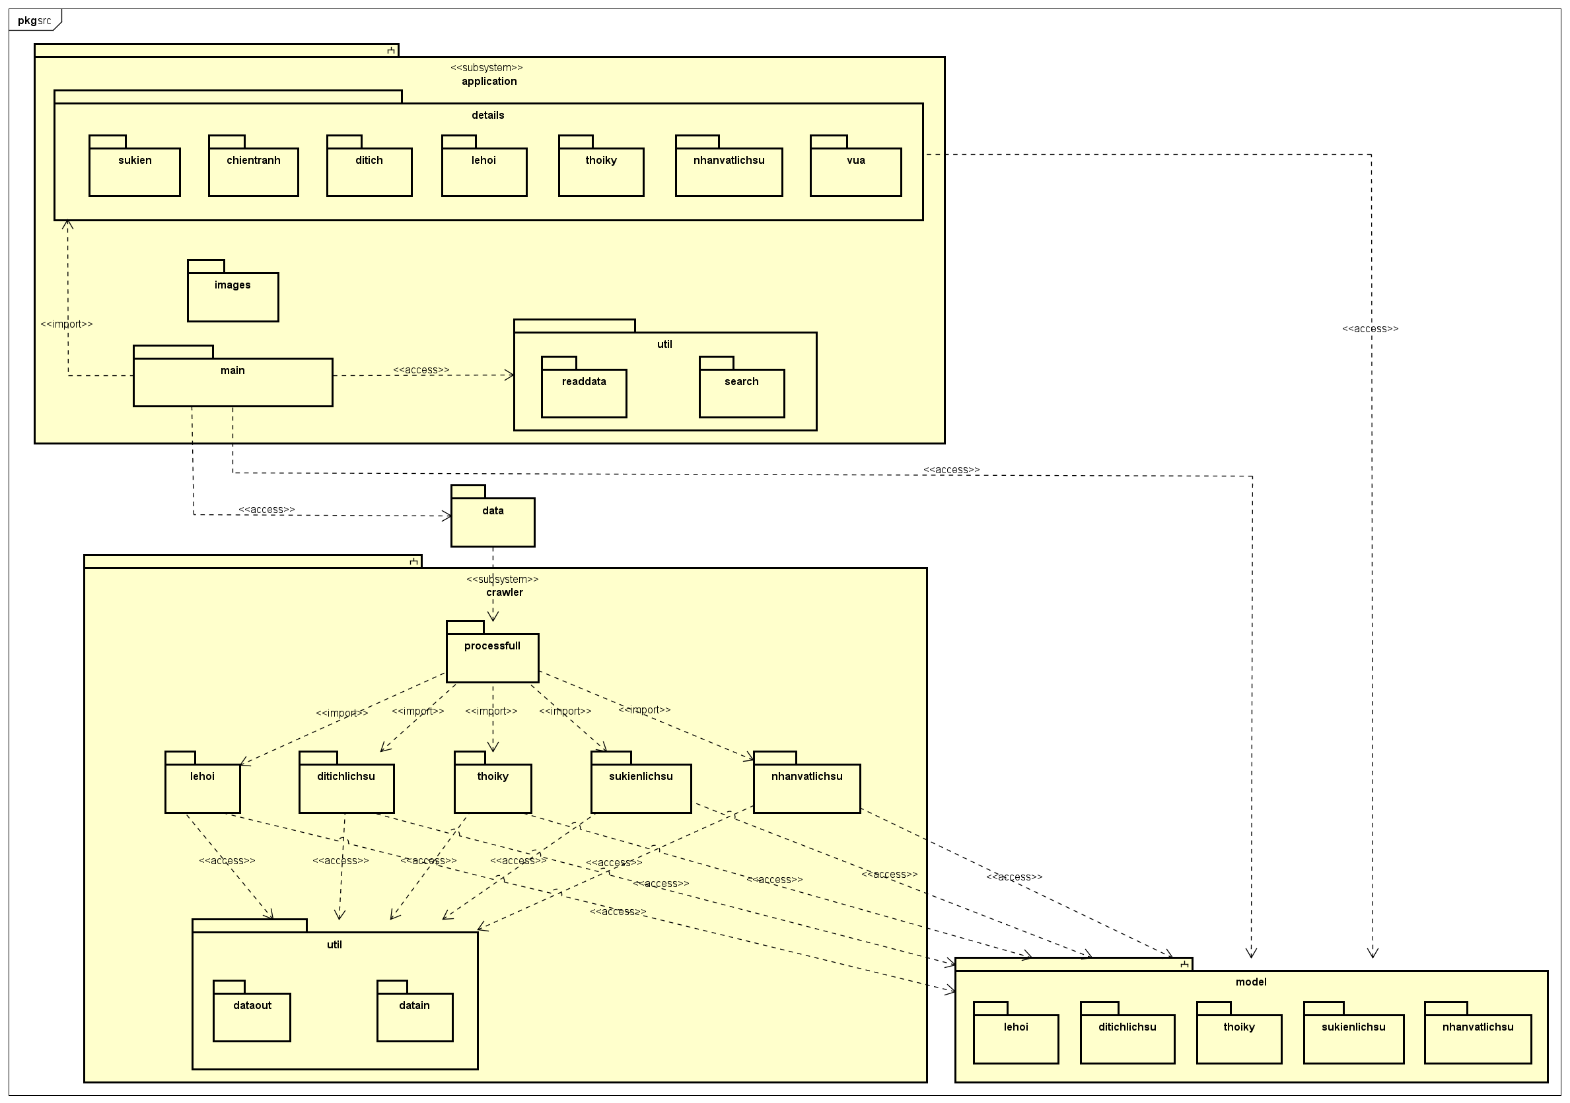 pkg src
<<subsystem>>
application
details
sukien
chientranh
ditich
lehoi
thoiky
nhanvatlichsu
vua
images
<<import>>
<<access>>
util
main
<<access>>
readdata
search
<<access>>
<<access>>
data
<<subsystem>>
crawler
processfull
<<import>>
<<import>>
<<import>>
<<import>>
<<import>>
lehoi
ditichlichsu
thoiky
sukienlichsu
nhanvatlichsu
<<access>>
<<access>>
<<access>>
<<access>>
<<access>>
<<access>>
<<access>>
<<access>>
<<access>>
<<access>>
util
dataout
datain
model
lehoi
ditichlichsu
thoiky
sukienlichsu
nhanvatlichsu